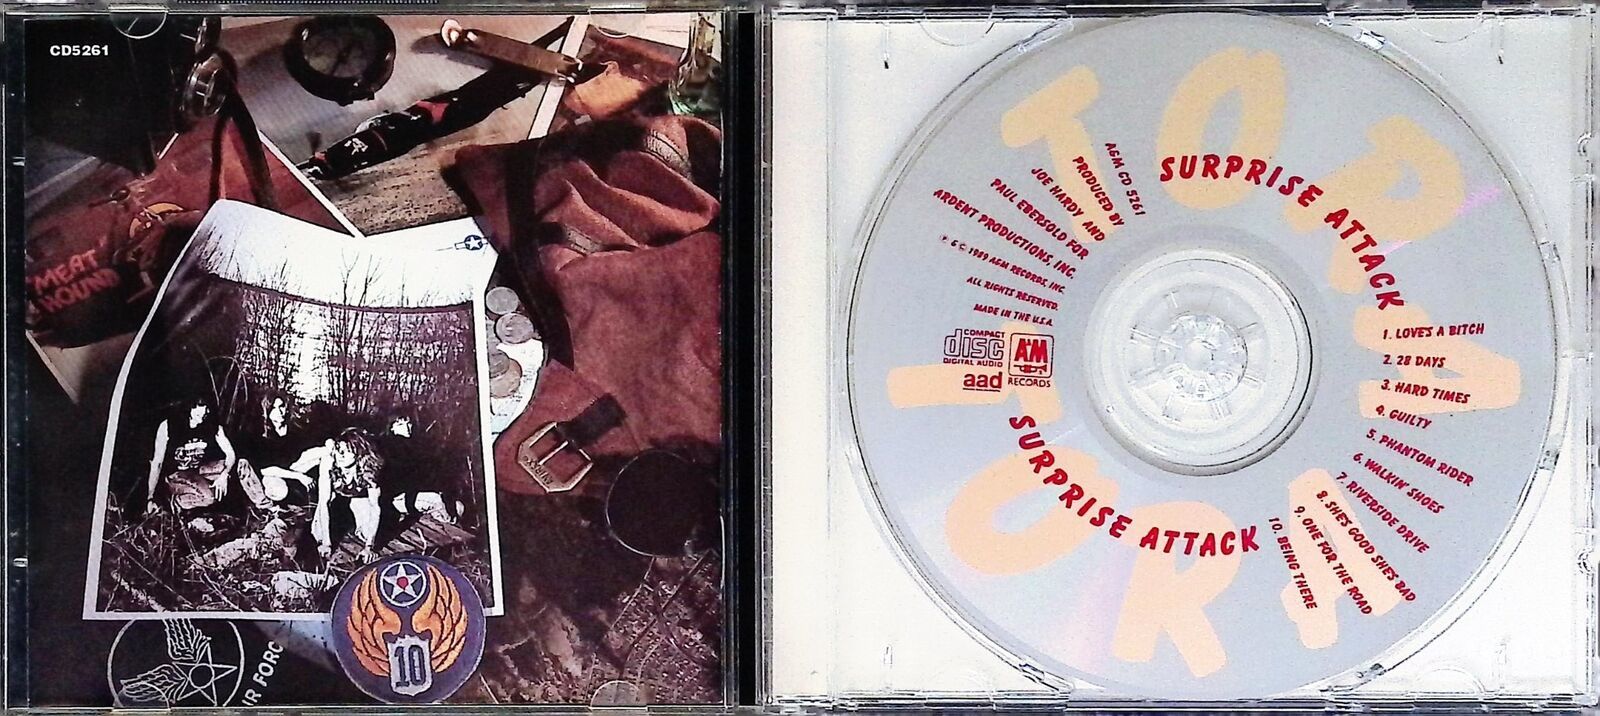 CD5261
MEAT
HOUND
10
IR FORC
TORA
TORA
SURPRISE ATTACK
SURPRISE ATTACK
A&M CD 5261
PRODUCED BY
JOE HARDY AND
PAUL EBERSOLD FOR
ARDENT PRODUCTIONS, INC.
℗ & © 1989 A&M RECORDS, INC.
ALL RIGHTS RESERVED.
MADE IN THE U.S.A.
COMPACT
disc
DIGITAL AUDIO
aad
A&M
RECORDS
1. LOVE'S A BITCH
2. 28 DAYS
3. HARD TIMES
4. GUILTY
5. PHANTOM RIDER
6. WALKIN' SHOES
7. RIVERSIDE DRIVE
8. SHE'S GOOD SHE'S BAD
9. ONE FOR THE ROAD
10. BEING THERE